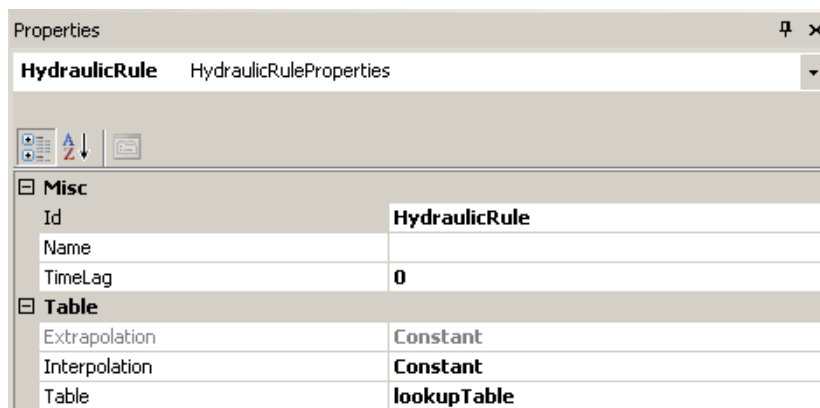 Properties
HydraulicRule HydraulicRuleProperties
Misc
Id HydraulicRule
Name
TimeLag 0
Table
Extrapolation Constant
Interpolation Constant
Table lookupTable